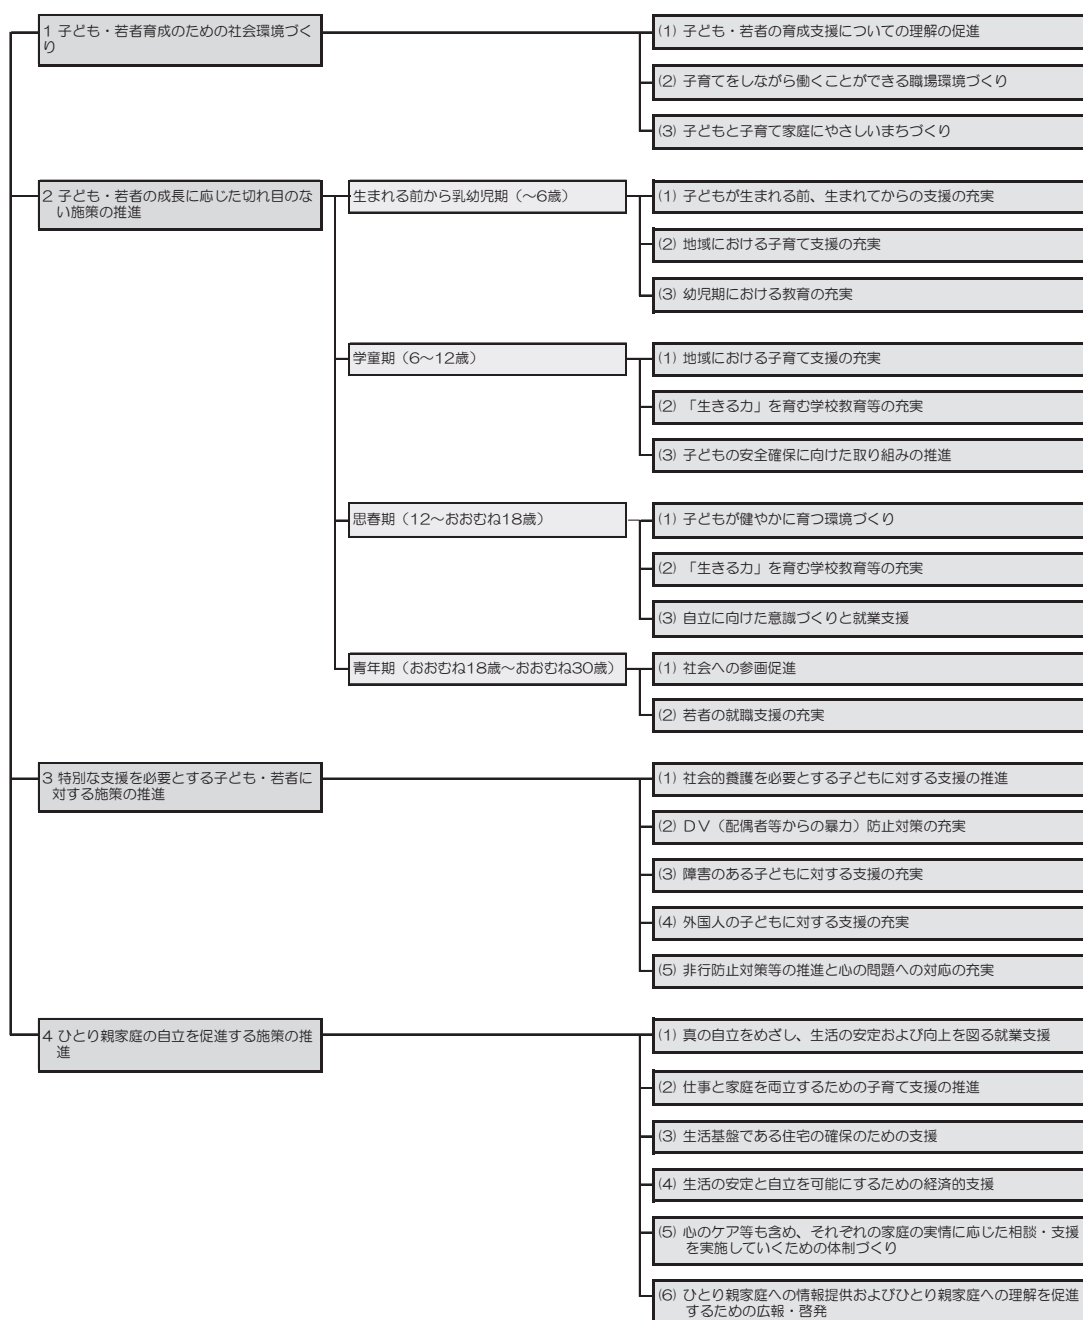 1 子ども・若者育成のための社会環境づく
り
(1) 子ども・若者の育成支援についての理解の促進
(2) 子育てをしながら働くことができる職場環境づくり
(3) 子どもと子育て家庭にやさしいまちづくり
2 子ども・若者の成長に応じた切れ目のな
い施策の推進
生まれる前から乳幼児期（～6歳）
(1) 子どもが生まれる前、生まれてからの支援の充実
(2) 地域における子育て支援の充実
(3) 幼児期における教育の充実
学童期（6～12歳）
(1) 地域における子育て支援の充実
(2) 「生きる力」を育む学校教育等の充実
(3) 子どもの安全確保に向けた取り組みの推進
思春期（12～おおむね18歳）
(1) 子どもが健やかに育つ環境づくり
(2) 「生きる力」を育む学校教育等の充実
(3) 自立に向けた意識づくりと就業支援
青年期（おおむね18歳～おおむね30歳）
(1) 社会への参画促進
(2) 若者の就職支援の充実
3 特別な支援を必要とする子ども・若者に
対する施策の推進
(1) 社会的養護を必要とする子どもに対する支援の推進
(2) ＤＶ（配偶者等からの暴力）防止対策の充実
(3) 障害のある子どもに対する支援の充実
(4) 外国人の子どもに対する支援の充実
(5) 非行防止対策等の推進と心の問題への対応の充実
4 ひとり親家庭の自立を促進する施策の推
進
(1) 真の自立をめざし、生活の安定および向上を図る就業支援
(2) 仕事と家庭を両立するための子育て支援の推進
(3) 生活基盤である住宅の確保のための支援
(4) 生活の安定と自立を可能にするための経済的支援
(5) 心のケア等も含め、それぞれの家庭の実情に応じた相談・支援
を実施していくための体制づくり
(6) ひとり親家庭への情報提供およびひとり親家庭への理解を促進
するための広報・啓発